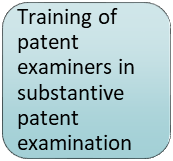 Training of
patent
examiners in
substantive
patent
examination